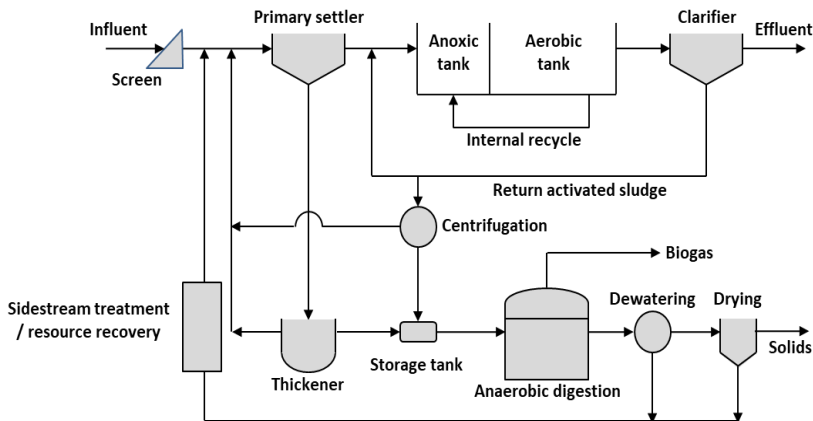 Primary settler
Clarifier
Influent
Effluent
Anoxic
tank
Aerobic
tank
Screen
Internal recycle
Return activated sludge
Centrifugation
Biogas
Sidestream treatment
/ resource recovery
Dewatering
Drying
Solids
Storage tank
Thickener
Anaerobic digestion